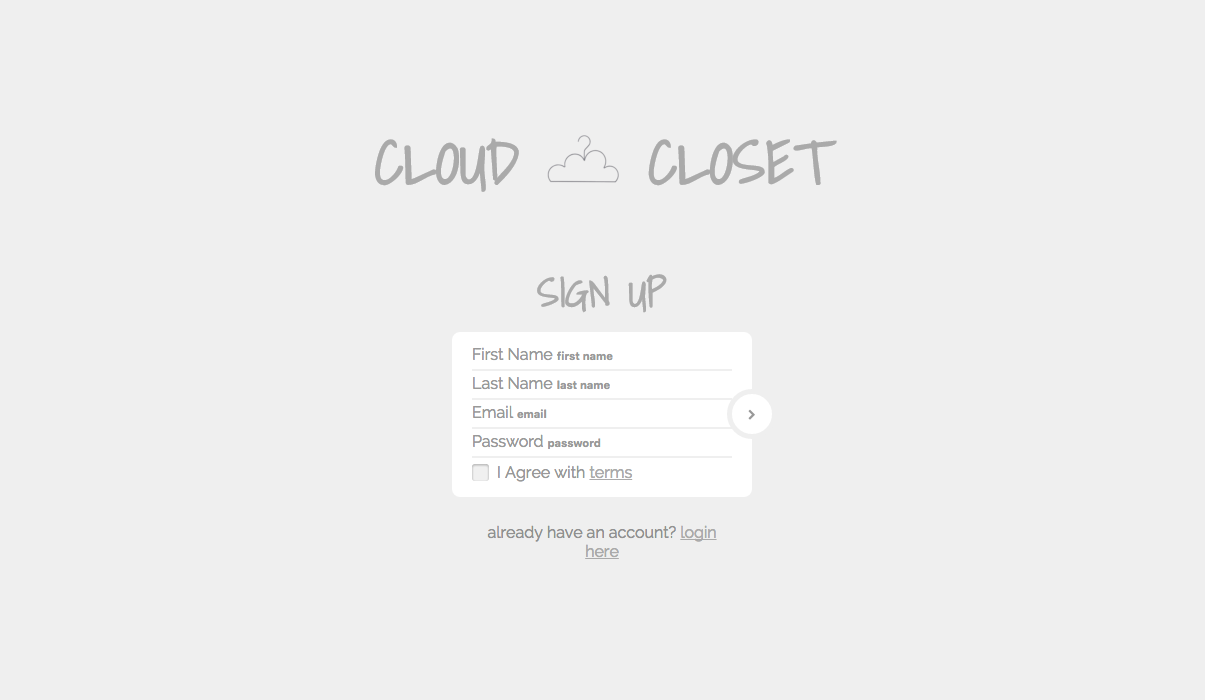 CLOUD CLOSET
SIGN UP
First Name first name
Last Name last name
Email email
Password password
I Agree with terms
already have an account? login
here